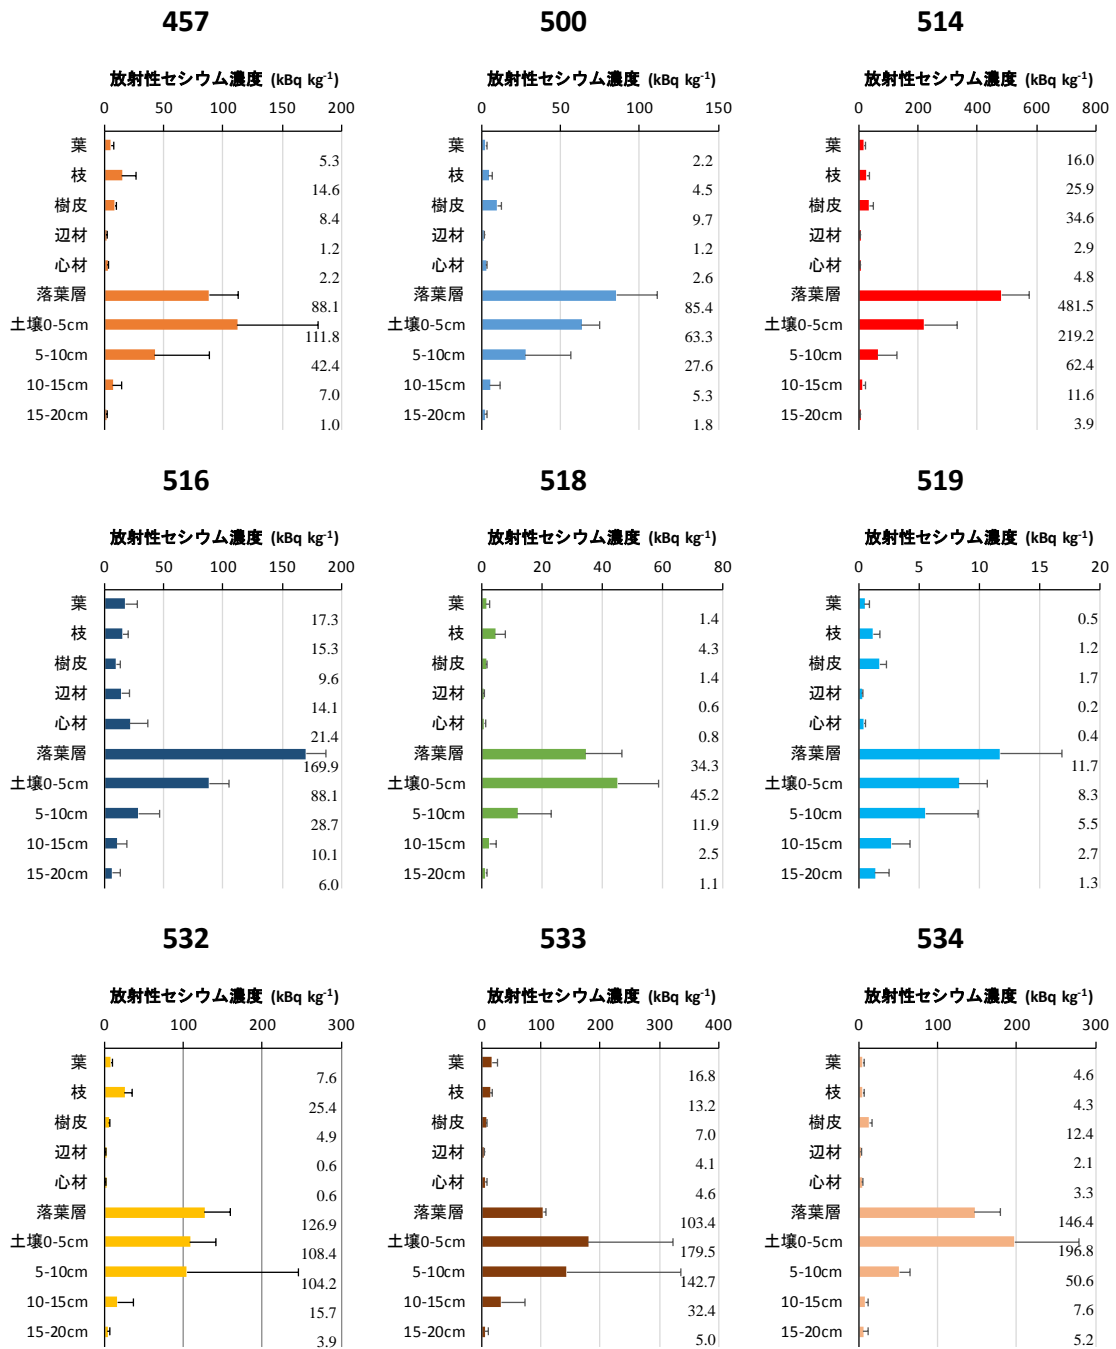 457
放射性セシウム濃度 (kBq kg-1)
0 50 100 150 200
葉 5.3
枝 14.6
樹皮 8.4
辺材 1.2
心材 2.2
落葉層 88.1
土壌0-5cm 111.8
5-10cm 42.4
10-15cm 7.0
15-20cm 1.0
500
放射性セシウム濃度 (kBq kg-1)
0 50 100 150
葉 2.2
枝 4.5
樹皮 9.7
辺材 1.2
心材 2.6
落葉層 85.4
土壌0-5cm 63.3
5-10cm 27.6
10-15cm 5.3
15-20cm 1.8
514
放射性セシウム濃度 (kBq kg-1)
0 200 400 600 800
葉 16.0
枝 25.9
樹皮 34.6
辺材 2.9
心材 4.8
落葉層 481.5
土壌0-5cm 219.2
5-10cm 62.4
10-15cm 11.6
15-20cm 3.9
516
放射性セシウム濃度 (kBq kg-1)
0 50 100 150 200
葉 17.3
枝 15.3
樹皮 9.6
辺材 14.1
心材 21.4
落葉層 169.9
土壌0-5cm 88.1
5-10cm 28.7
10-15cm 10.1
15-20cm 6.0
518
放射性セシウム濃度 (kBq kg-1)
0 20 40 60 80
葉 1.4
枝 4.3
樹皮 1.4
辺材 0.6
心材 0.8
落葉層 34.3
土壌0-5cm 45.2
5-10cm 11.9
10-15cm 2.5
15-20cm 1.1
519
放射性セシウム濃度 (kBq kg-1)
0 5 10 15 20
葉 0.5
枝 1.2
樹皮 1.7
辺材 0.2
心材 0.4
落葉層 11.7
土壌0-5cm 8.3
5-10cm 5.5
10-15cm 2.7
15-20cm 1.3
532
放射性セシウム濃度 (kBq kg-1)
0 100 200 300
葉 7.6
枝 25.4
樹皮 4.9
辺材 0.6
心材 0.6
落葉層 126.9
土壌0-5cm 108.4
5-10cm 104.2
10-15cm 15.7
15-20cm 3.9
533
放射性セシウム濃度 (kBq kg-1)
0 100 200 300 400
葉 16.8
枝 13.2
樹皮 7.0
辺材 4.1
心材 4.6
落葉層 103.4
土壌0-5cm 179.5
5-10cm 142.7
10-15cm 32.4
15-20cm 5.0
534
放射性セシウム濃度 (kBq kg-1)
0 100 200 300
葉 4.6
枝 4.3
樹皮 12.4
辺材 2.1
心材 3.3
落葉層 146.4
土壌0-5cm 196.8
5-10cm 50.6
10-15cm 7.6
15-20cm 5.2